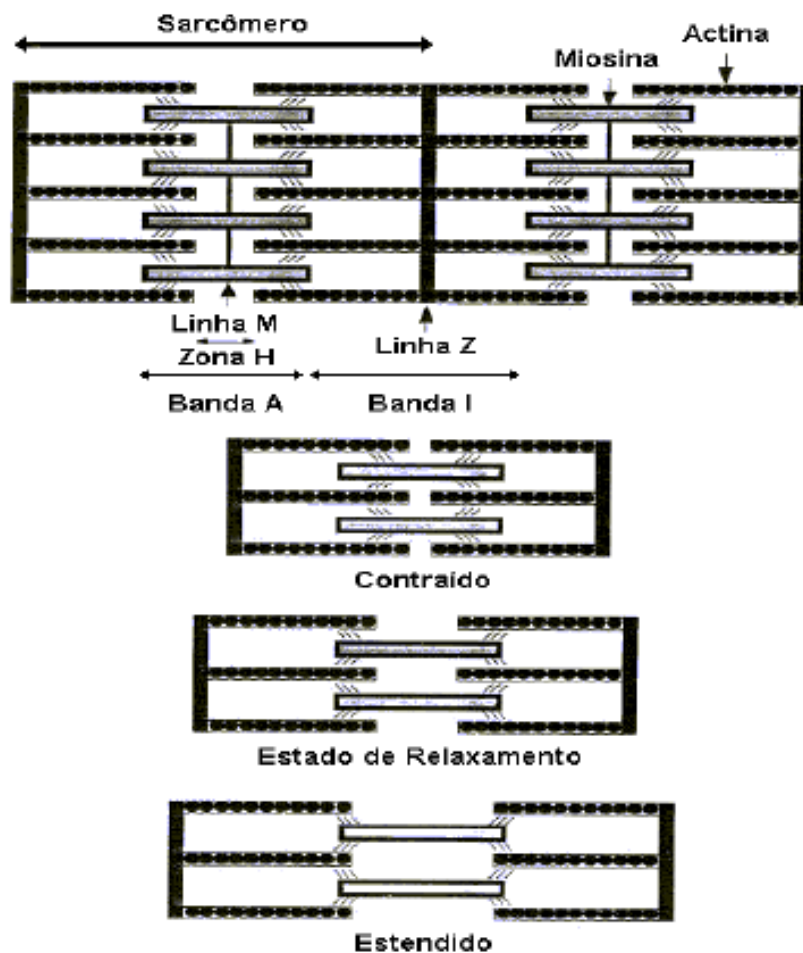 Sarcômero
Actina
Miosina
Linha M
Zona H
Linha Z
Banda A
Banda I
Contraído
Estado de Relaxamento
Estendido